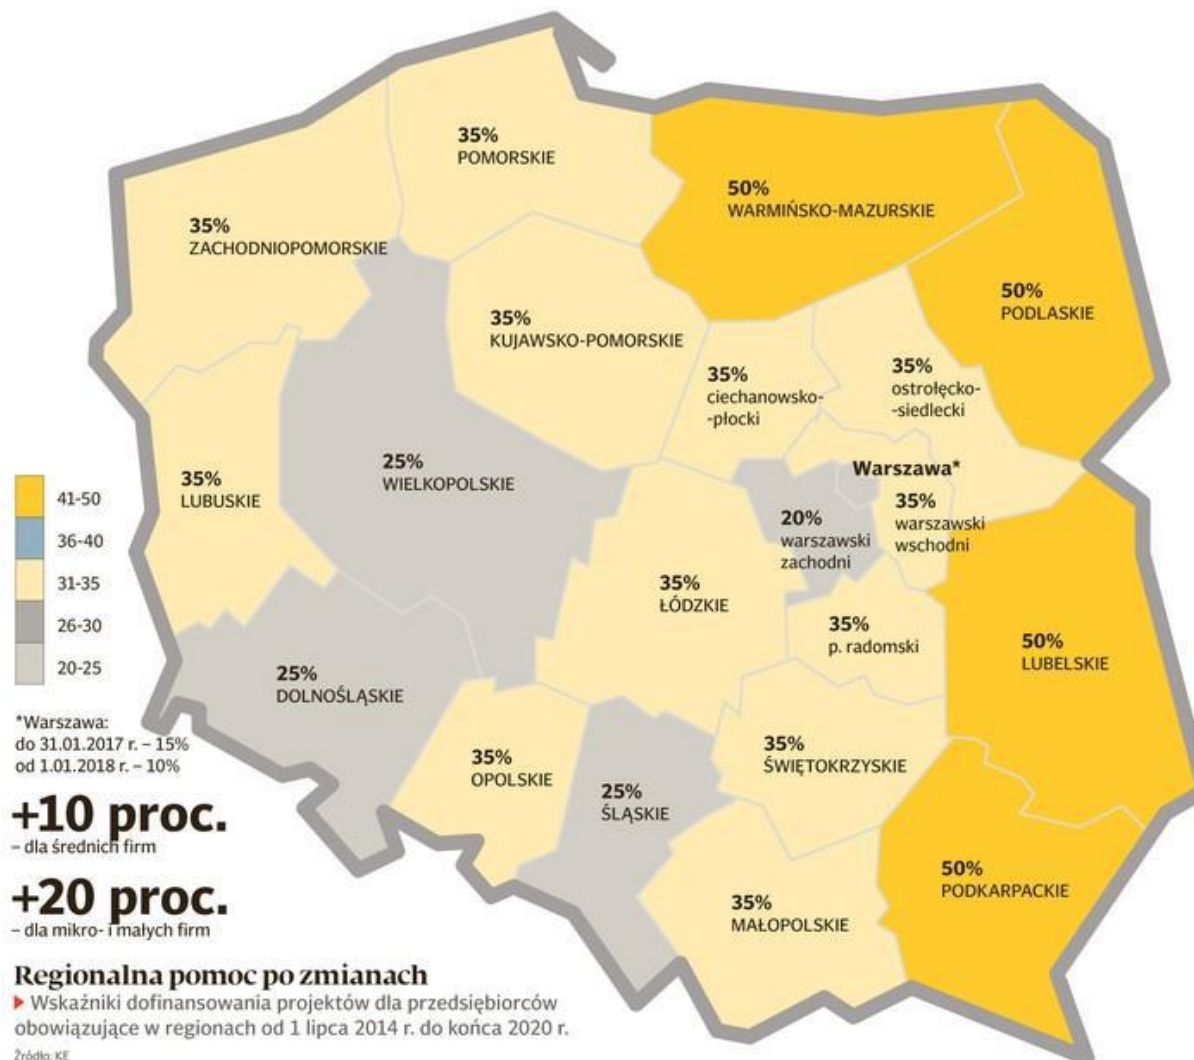 35%
POMORSKIE
50%
WARMIŃSKO-MAZURSKIE
35%
ZACHODNIOPOMORSKIE
50%
PODLASKIE
35%
KUJAWSKO-POMORSKIE
35%
ciechanowsko-
-płocki
35%
ostrołęcko-
-siedlecki
35%
LUBUSKIE
25%
WIELKOPOLSKIE
Warszawa*
20%
warszawski
zachodni
35%
warszawski
wschodni
35%
ŁÓDZKIE
35%
p. radomski
50%
LUBELSKIE
25%
DOLNOŚLĄSKIE
35%
OPOLSKIE
25%
ŚLĄSKIE
35%
ŚWIĘTOKRZYSKIE
35%
MAŁOPOLSKIE
50%
PODKARPACKIE
41-50
36-40
31-35
26-30
20-25
*Warszawa:
do 31.01.2017 r. – 15%
od 1.01.2018 r. – 10%
+10 proc.
– dla średnich firm
+20 proc.
– dla mikro- i małych firm
Regionalna pomoc po zmianach
Wskaźniki dofinansowania projektów dla przedsiębiorców
obowiązujące w regionach od 1 lipca 2014 r. do końca 2020 r.
Źródło: KE